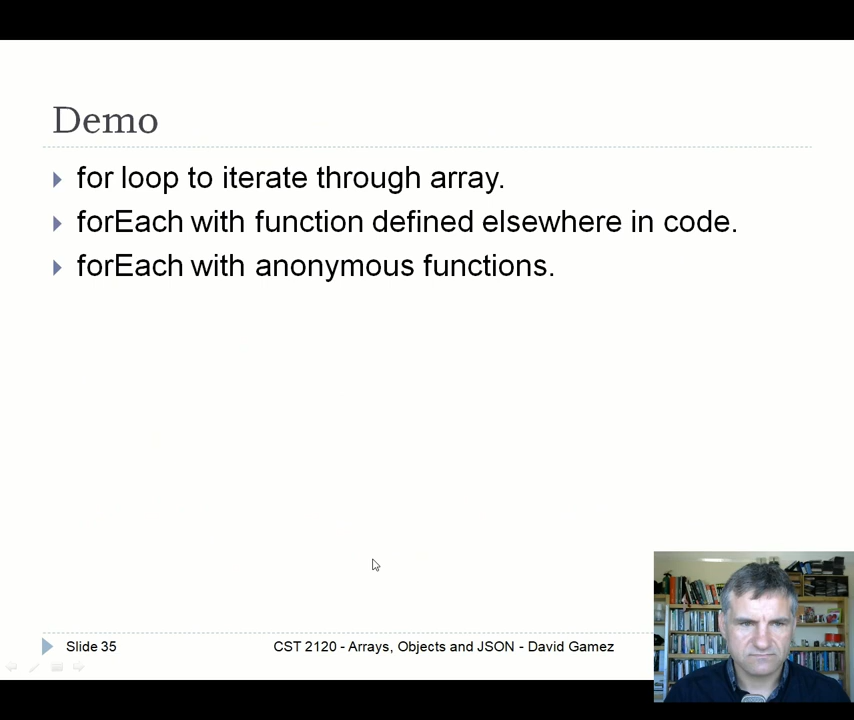 Demo
for loop to iterate through array.
forEach with function defined elsewhere in code.
forEach with anonymous functions.
Slide 35
CST 2120 - Arrays, Objects and JSON - David Gamez